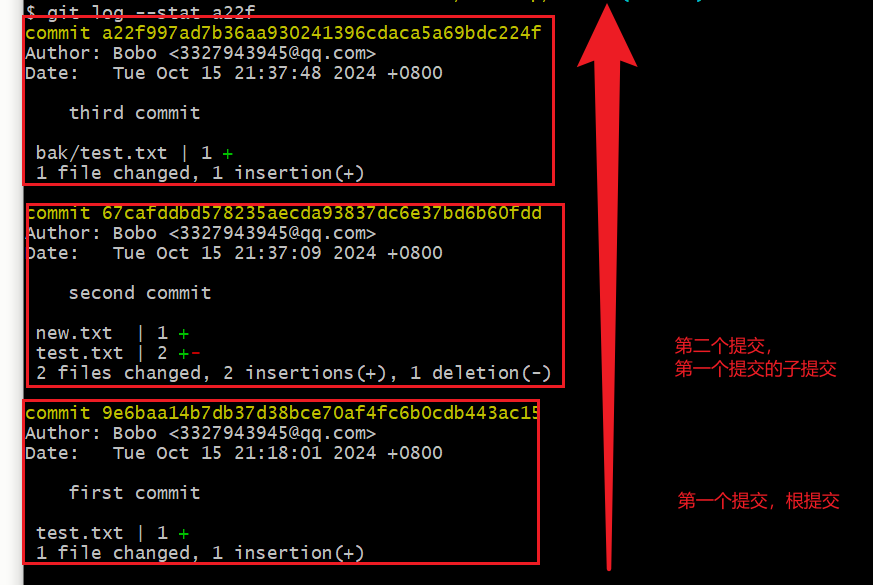 $ git log --stat a22f
commit a22f997ad7b36aa930241396cdaca5a69bdc224f
Author: Bobo <3327943945@qq.com>
Date:   Tue Oct 15 21:37:48 2024 +0800
third commit
bak/test.txt | 1 +
1 file changed, 1 insertion(+)
commit 67cafddbd578235aecda93837dc6e37bd6b60fdd
Author: Bobo <3327943945@qq.com>
Date:   Tue Oct 15 21:37:09 2024 +0800
second commit
new.txt  | 1 +
test.txt | 2 +-
2 files changed, 2 insertions(+), 1 deletion(-)
第二个提交，
第一个提交的子提交
commit 9e6baa14b7db37d38bce70af4fc6b0cdb443ac15
Author: Bobo <3327943945@qq.com>
Date:   Tue Oct 15 21:18:01 2024 +0800
first commit
第一个提交，根提交
test.txt | 1 +
1 file changed, 1 insertion(+)